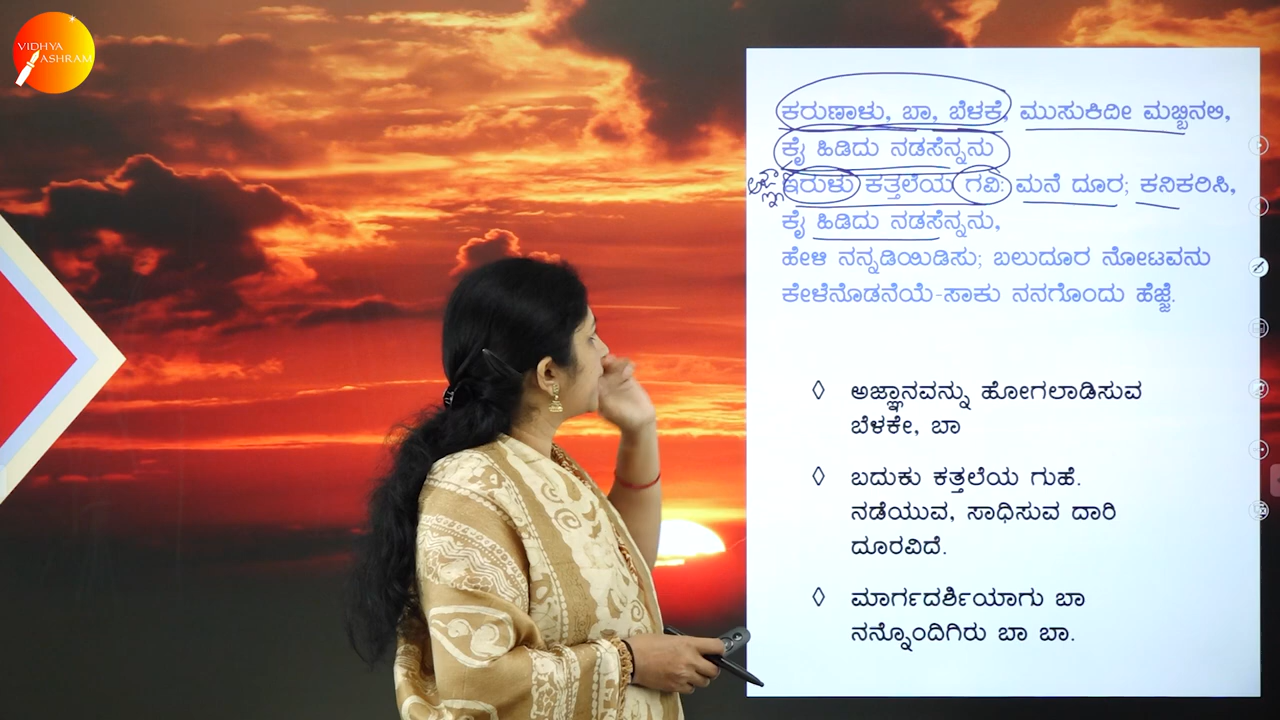 VIDHYA
ASHRAM
ಕರುಣಾಳು, ಬಾ, ಬೆಳಕೆ, ಮುಸುಕಿದೀ ಮಬ್ಬಿನಲಿ,
ಕೈ ಹಿಡಿದು ನಡಸೆನ್ನನು
ಇರುಳು ಕತ್ತಲೆಯ ಗವಿ: ಮನೆ ದೂರ; ಕನಿಕರಿಸಿ,
ಕೈ ಹಿಡಿದು ನಡಸೆನ್ನನು,
ಹೇಳಿ ನನ್ನಡಿಯಿಡಿಸು; ಬಲುದೂರ ನೋಟವನು
ಕೇಳೆನೊಡನೆಯೆ-ಸಾಕು ನನಗೊಂದು ಹೆಜ್ಜೆ.
◊ ಅಜ್ಞಾನವನ್ನು ಹೋಗಲಾಡಿಸುವ
ಬೆಳಕೇ, ಬಾ
◊ ಬದುಕು ಕತ್ತಲೆಯ ಗುಹೆ.
ನಡೆಯುವ, ಸಾಧಿಸುವ ದಾರಿ
ದೂರವಿದೆ.
◊ ಮಾರ್ಗದರ್ಶಿಯಾಗು ಬಾ
ನನ್ನೊಂದಿಗಿರು ಬಾ ಬಾ.